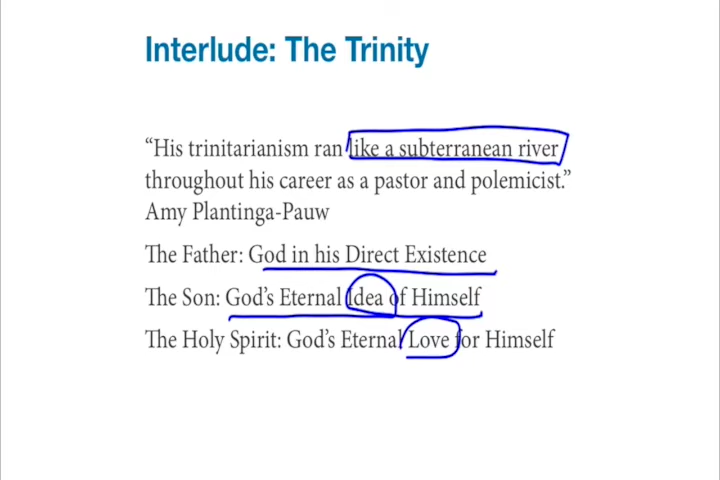 Interlude: The Trinity
“His trinitarianism ran like a subterranean river
throughout his career as a pastor and polemicist.”
Amy Plantinga-Pauw
The Father: God in his Direct Existence
The Son: God’s Eternal Idea of Himself
The Holy Spirit: God’s Eternal Love for Himself